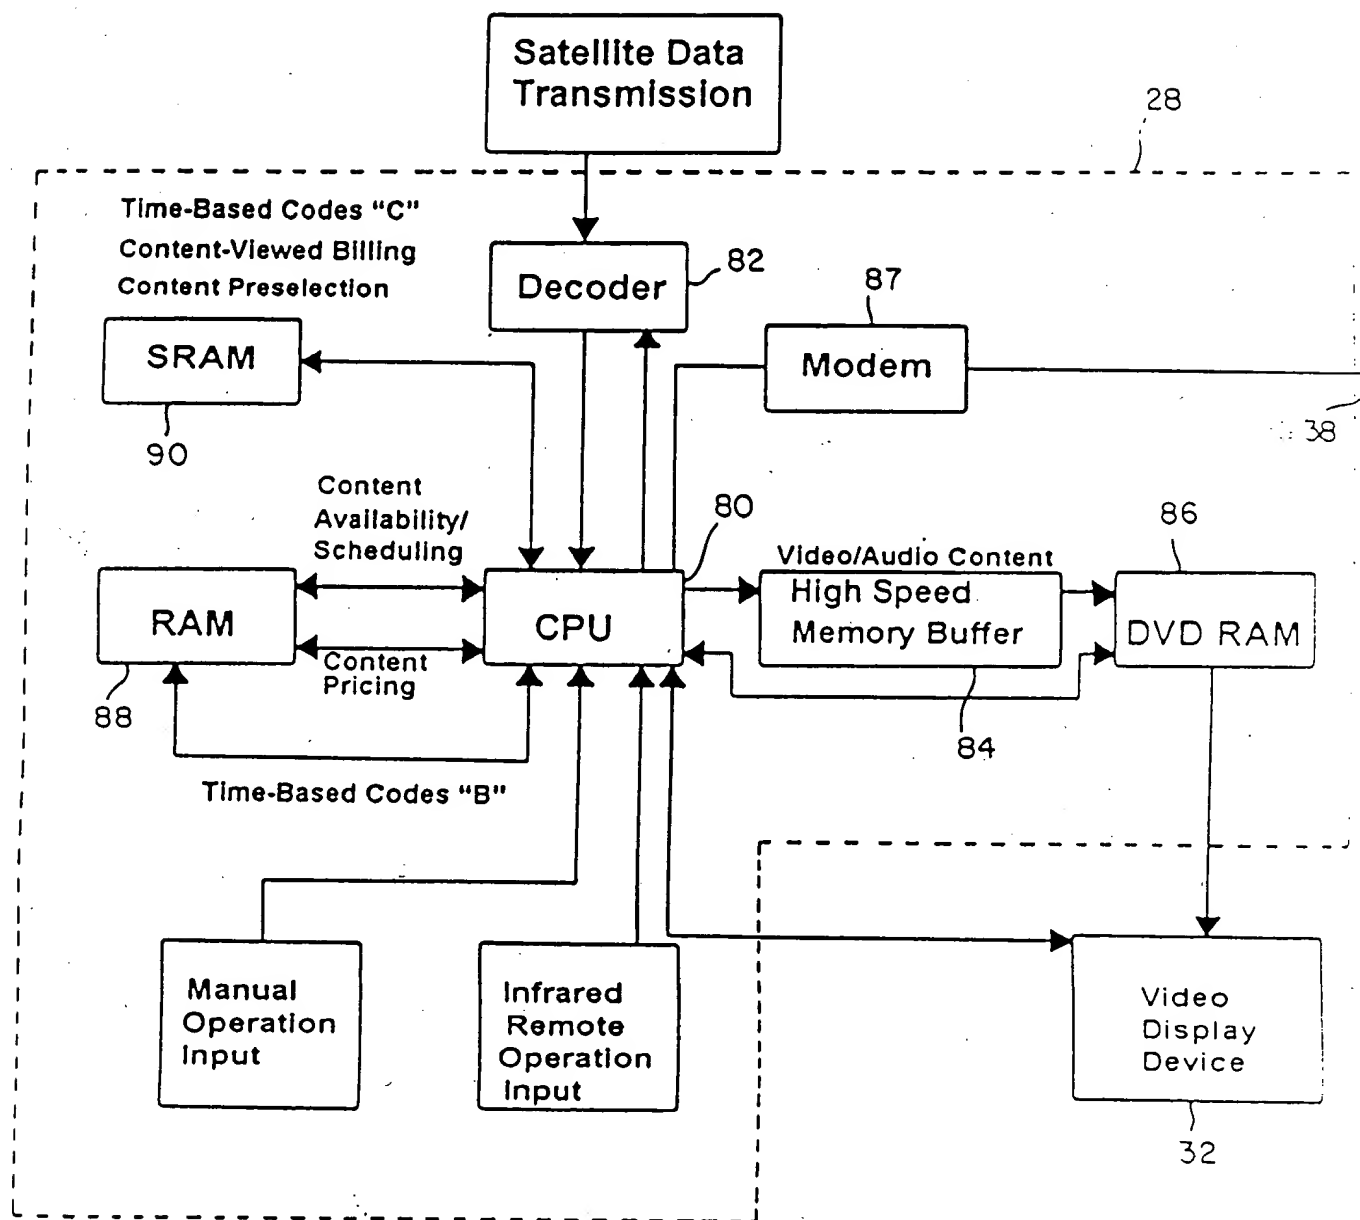 Satellite Data
Transmission
28
Time-Based Codes "C"
Content-Viewed Billing
Content Preselection
Decoder
82
87
SRAM
Modem
90
38
Content
Availability/
Scheduling
80
86
Video/Audio Content
RAM
CPU
High Speed
Memory Buffer
DVD RAM
Content
Pricing
88
84
Time-Based Codes "B"
Manual
Operation
Input
Infrared
Remote
Operation
Input
Video
Display
Device
32